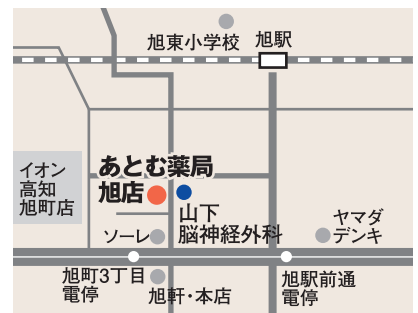 旭東小学校
旭駅
イオン
高知
旭町店
あとむ薬局
旭店
山下
脳神経外科
ソーレ
ヤマダ
デンキ
旭町3丁目
電停
旭軒・本店
旭駅前通
電停